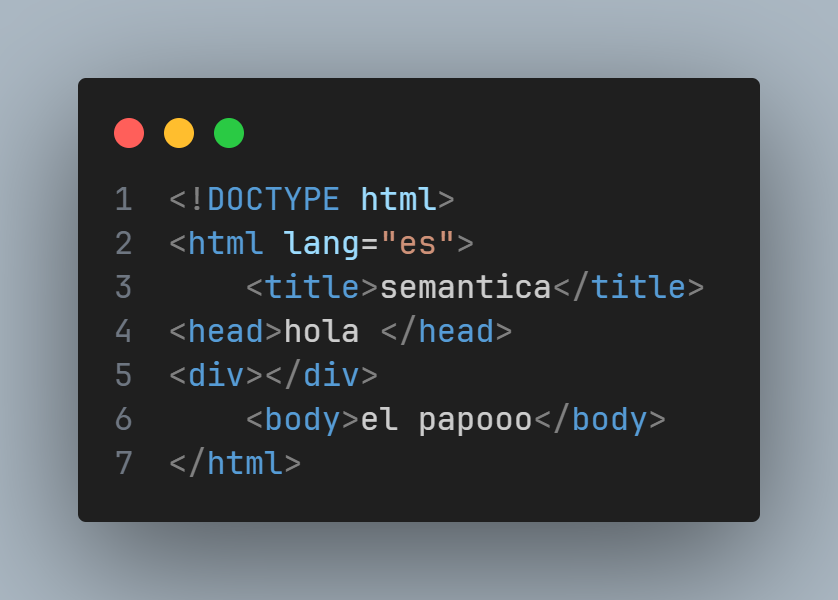 1 <!DOCTYPE html>
2 <html lang="es">
3     <title>semantica</title>
4 <head>hola </head>
5 <div></div>
6     <body>el papooo</body>
7 </html>